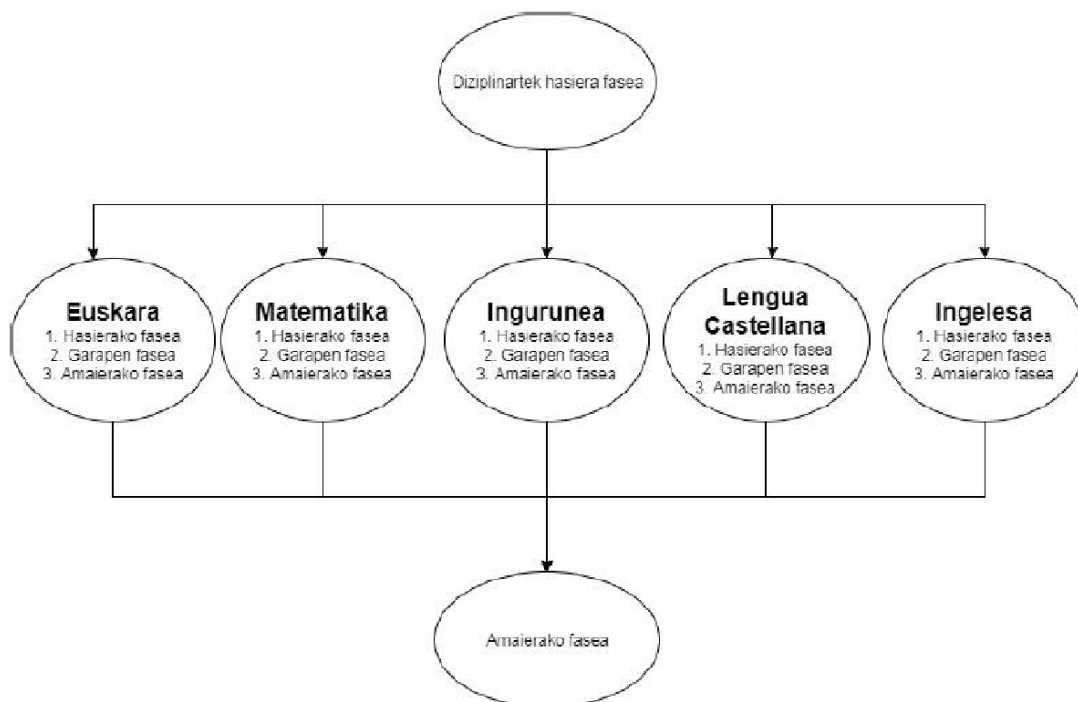 Diziplinartek hasiera fasea
Euskara
1. Hasierako fasea
2. Garapen fasea
3. Amaierako fasea
Matematika
1. Hasierako fasea
2. Garapen fasea
3. Amaierako fasea
Ingurunea
1. Hasierako fasea
2. Garapen fasea
3. Amaierako fasea
Lengua
Castellana
1. Hasierako fasea
2. Garapen fasea
3. Amaierako fasea
Ingelesa
1. Hasierako fasea
2. Garapen fasea
3. Amaierako fasea
Amaierako fasea